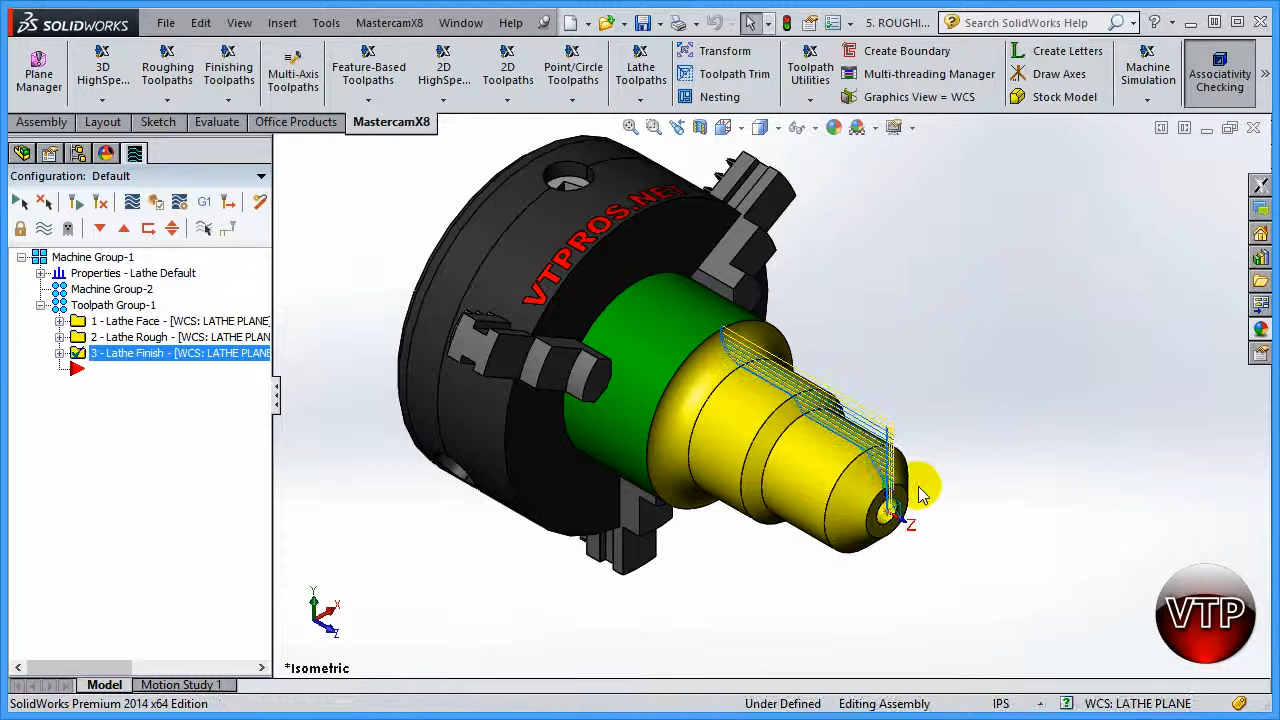 SOLIDWORKS File Edit View Insert Tools MastercamX8 Window Help 5. ROUGHI... Search SolidWorks Help
Plane Manager
3D HighSpe...
Roughing Toolpaths
Finishing Toolpaths
Multi-Axis Toolpaths
Feature-Based Toolpaths
2D HighSpe...
2D Toolpaths
Point/Circle Toolpaths
Lathe Toolpaths
Transform
Toolpath Trim
Nesting
Toolpath Utilities
Create Boundary
Multi-threading Manager
Graphics View = WCS
Create Letters
Draw Axes
Stock Model
Machine Simulation
Associativity Checking
Assembly Layout Sketch Evaluate Office Products MastercamX8
Configuration: Default
G1
Machine Group-1
Properties - Lathe Default
Machine Group-2
Toolpath Group-1
1 - Lathe Face - [WCS: LATHE PLANE]
2 - Lathe Rough - [WCS: LATHE PLAN
3 - Lathe Finish - [WCS: LATHE PLANE
VTPROS.NET
Z
Y
X
Z
*Isometric
VTP
Model Motion Study 1
SolidWorks Premium 2014 x64 Edition Under Defined Editing Assembly IPS WCS: LATHE PLANE